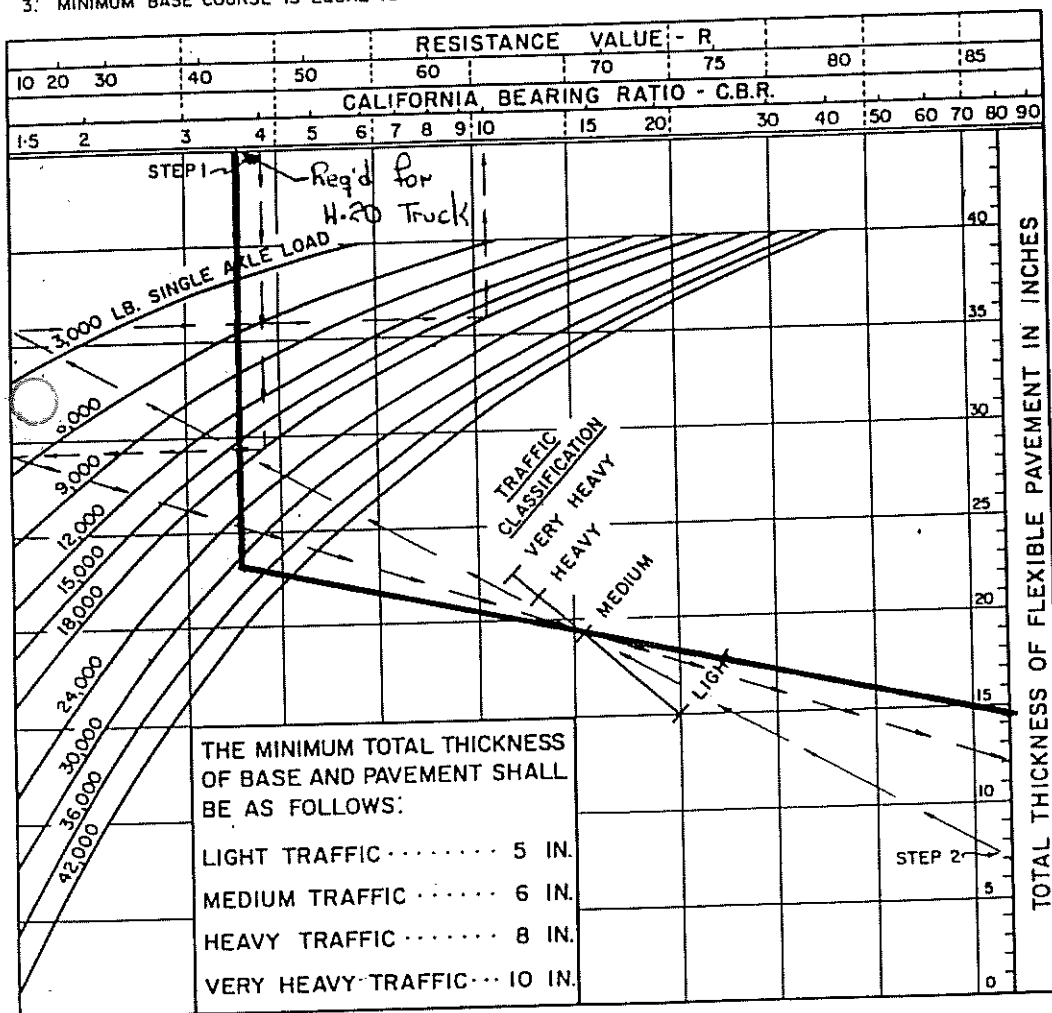 3. MINIMUM BASE COURSE IS EQUAL
RESISTANCE VALUE - R
10 20 30 40 50 60 70 75 80 85
CALIFORNIA BEARING RATIO - C.B.R.
1.5 2 3 4 5 6 7 8 9 10 15 20 30 40 50 60 70 80 90
STEP 1
Req'd for
H-20 Truck
3,000 LB. SINGLE AXLE LOAD
6,000
9,000
12,000
15,000
18,000
24,000
30,000
36,000
42,000
TRAFFIC
CLASSIFICATION
VERY HEAVY
HEAVY
MEDIUM
LIGHT
STEP 2
40
35
30
25
20
15
10
5
0
TOTAL THICKNESS OF FLEXIBLE PAVEMENT IN INCHES
THE MINIMUM TOTAL THICKNESS
OF BASE AND PAVEMENT SHALL
BE AS FOLLOWS:
LIGHT TRAFFIC ········ 5 IN.
MEDIUM TRAFFIC ······ 6 IN.
HEAVY TRAFFIC ······· 8 IN.
VERY HEAVY TRAFFIC··· 10 IN.